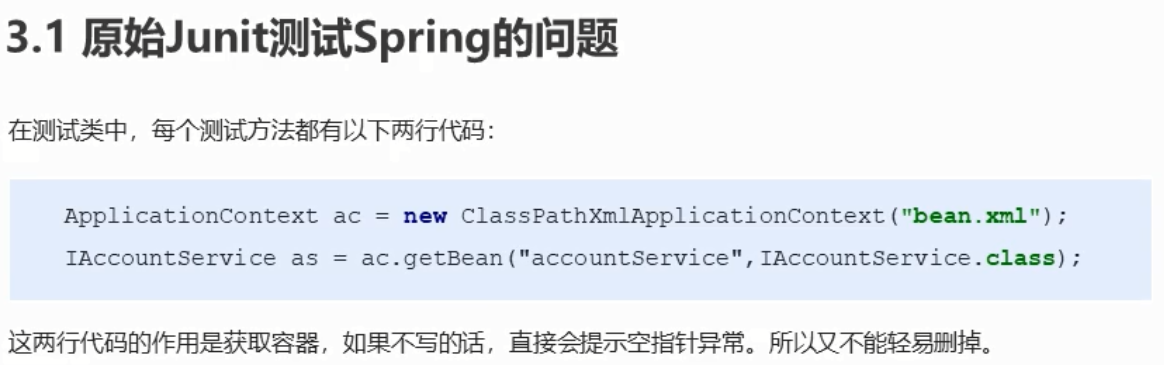 3.1 原始Junit测试Spring的问题
在测试类中，每个测试方法都有以下两行代码：
ApplicationContext ac = new ClassPathXmlApplicationContext("bean.xml");
IAccountService as = ac.getBean("accountService",IAccountService.class);
这两行代码的作用是获取容器，如果不写的话，直接会提示空指针异常。所以又不能轻易删掉。